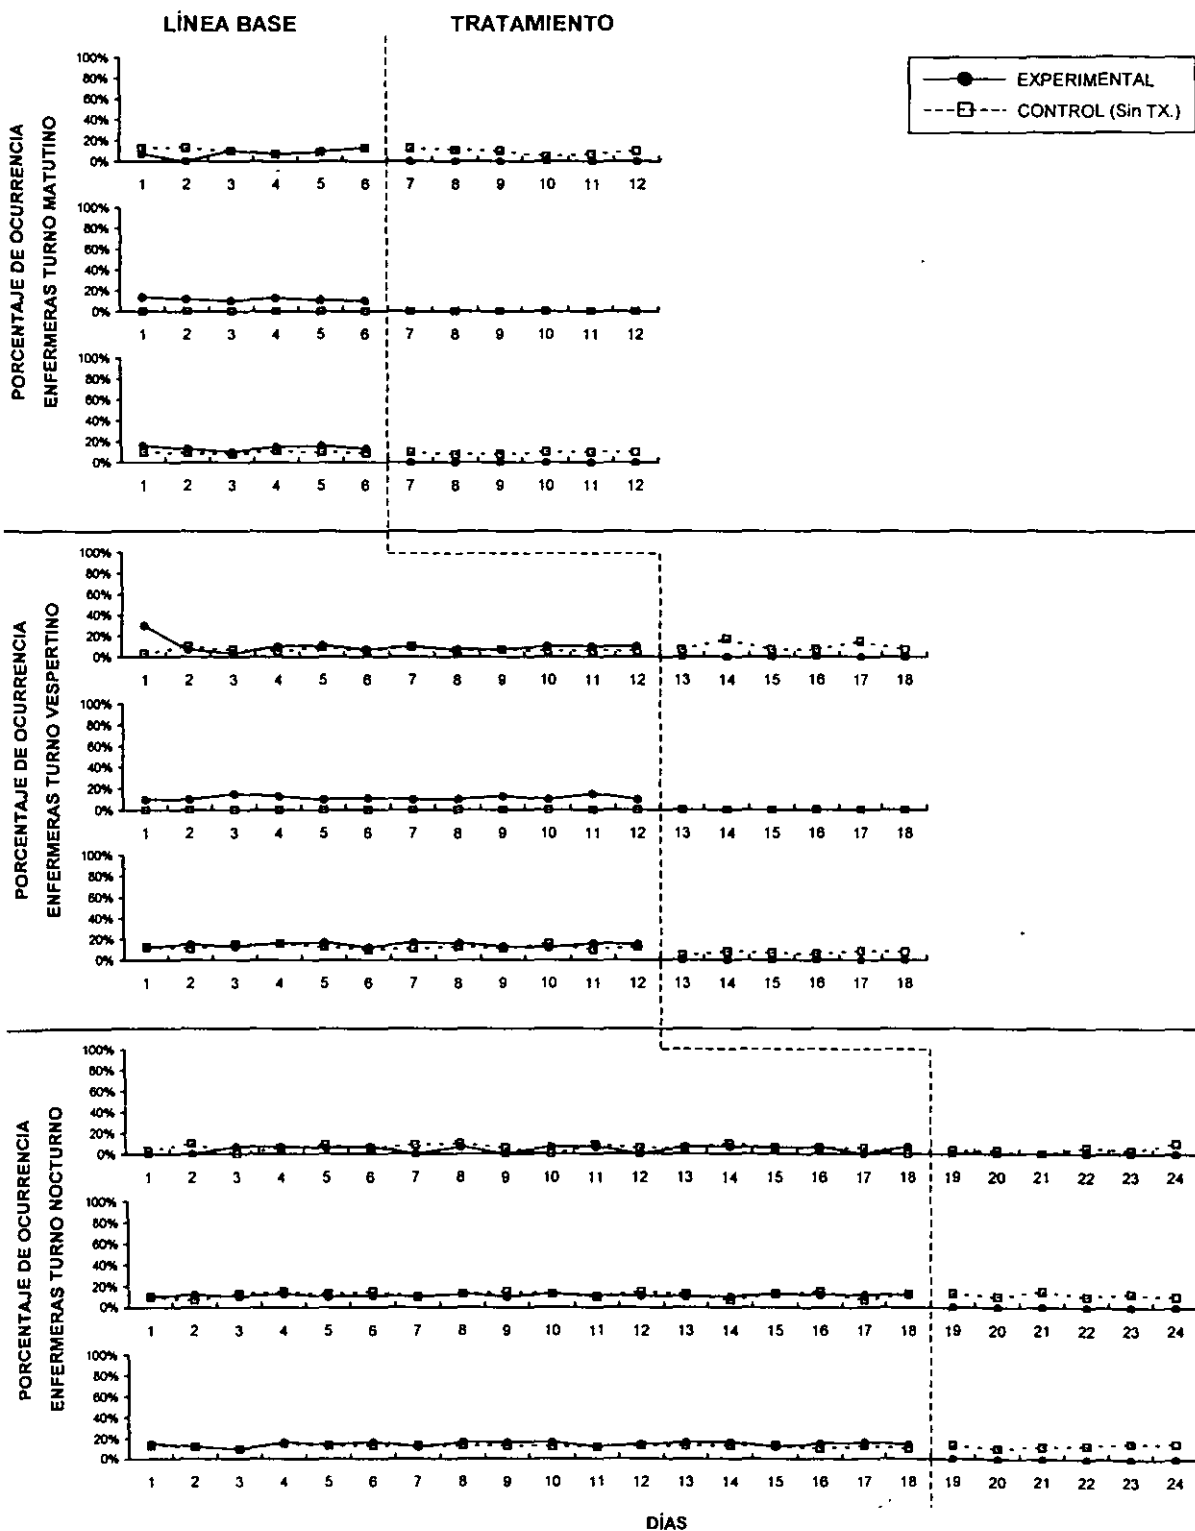 LÍNEA BASE TRATAMIENTO
EXPERIMENTAL
CONTROL (Sin TX.)
PORCENTAJE DE OCURRENCIA
ENFERMERAS TURNO MATUTINO
100%
80%
60%
40%
20%
0%
1 2 3 4 5 6 7 8 9 10 11 12
100%
80%
60%
40%
20%
0%
1 2 3 4 5 6 7 8 9 10 11 12
100%
80%
60%
40%
20%
0%
1 2 3 4 5 6 7 8 9 10 11 12
PORCENTAJE DE OCURRENCIA
ENFERMERAS TURNO VESPERTINO
100%
80%
60%
40%
20%
0%
1 2 3 4 5 6 7 8 9 10 11 12 13 14 15 16 17 18
100%
80%
60%
40%
20%
0%
1 2 3 4 5 6 7 8 9 10 11 12 13 14 15 16 17 18
100%
80%
60%
40%
20%
0%
1 2 3 4 5 6 7 8 9 10 11 12 13 14 15 16 17 18
PORCENTAJE DE OCURRENCIA
ENFERMERAS TURNO NOCTURNO
100%
80%
60%
40%
20%
0%
1 2 3 4 5 6 7 8 9 10 11 12 13 14 15 16 17 18 19 20 21 22 23 24
100%
80%
60%
40%
20%
0%
1 2 3 4 5 6 7 8 9 10 11 12 13 14 15 16 17 18 19 20 21 22 23 24
100%
80%
60%
40%
20%
0%
1 2 3 4 5 6 7 8 9 10 11 12 13 14 15 16 17 18 19 20 21 22 23 24
DÍAS